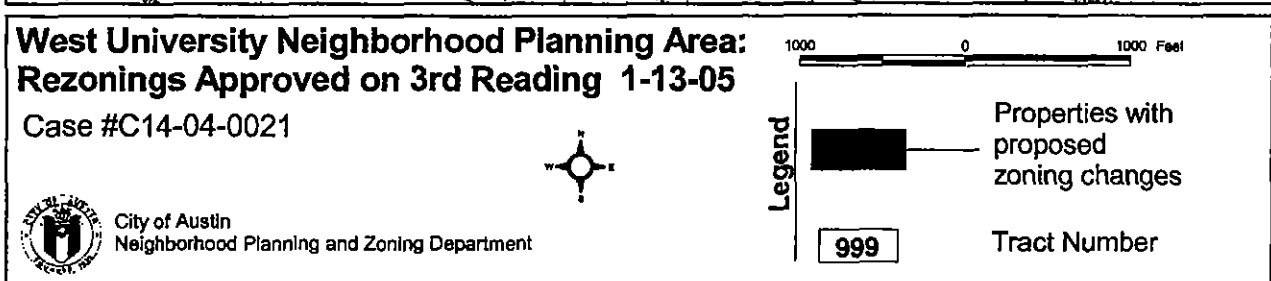 West University Neighborhood Planning Area:
Rezonings Approved on 3rd Reading 1-13-05
Case #C14-04-0021
N
W E
S
City of Austin
Neighborhood Planning and Zoning Department
1000 0 1000 Feet
Legend
Properties with
proposed
zoning changes
999 Tract Number